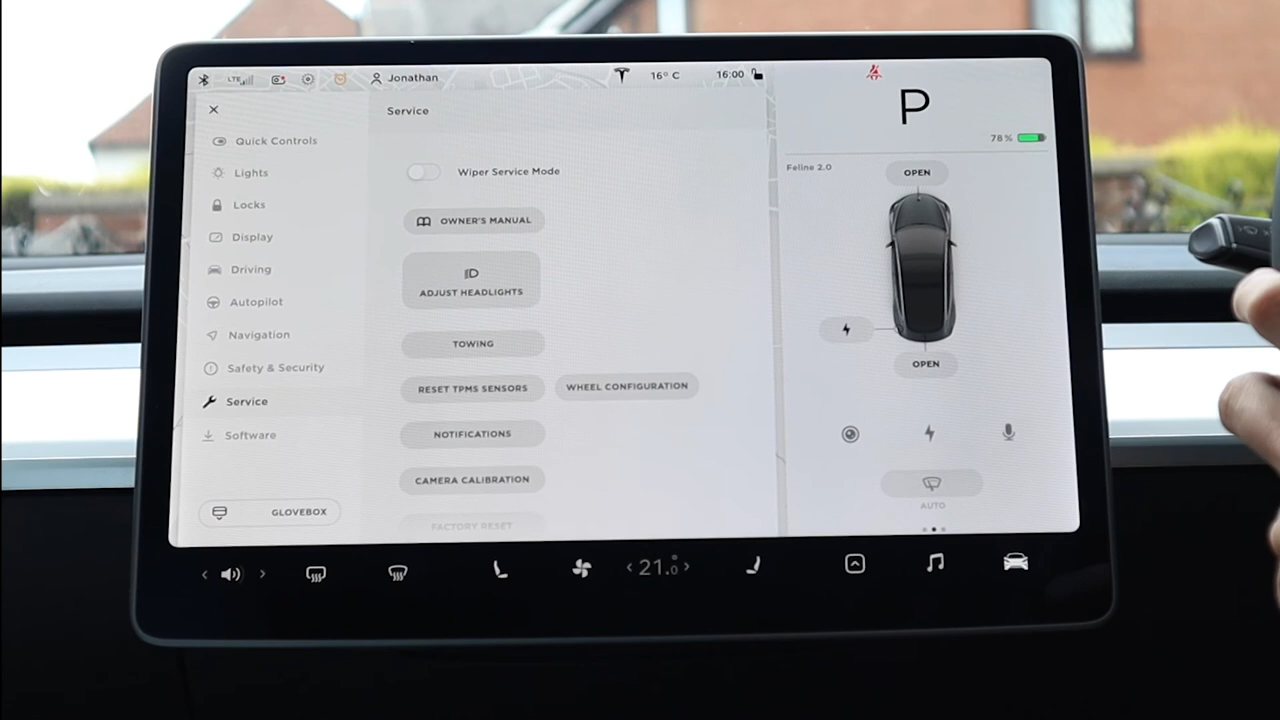 LTE Jonathan 16° C 16:00
Service
P
78%
Quick Controls
Lights
Locks
Display
Driving
Autopilot
Navigation
Safety & Security
Service
Software
GLOVEBOX
Wiper Service Mode
OWNER'S MANUAL
ADJUST HEADLIGHTS
TOWING
RESET TPMS SENSORS WHEEL CONFIGURATION
NOTIFICATIONS
CAMERA CALIBRATION
FACTORY RESET
Feline 2.0
OPEN
OPEN
AUTO
21.0°